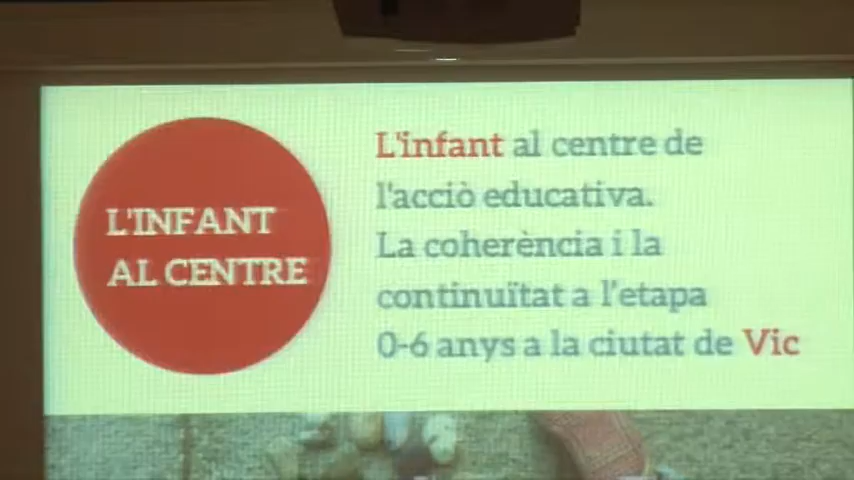 L'INFANT
AL CENTRE
L'infant al centre de
l'acciò educativa.
La coherència i la
continuïtat a l'etapa
0-6 anys a la ciutat de Vic